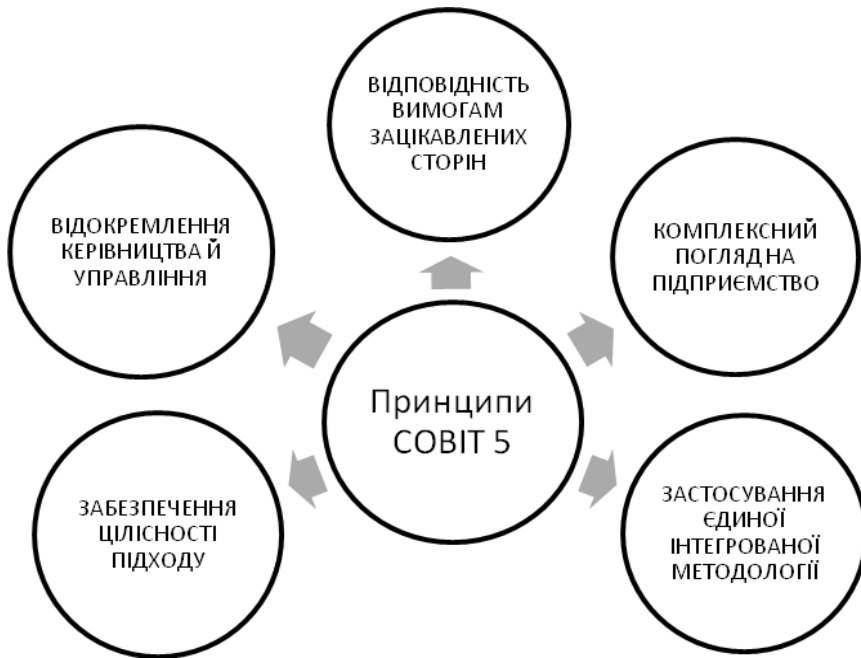 ВІДПОВІДНІСТЬ
ВИМОГАМ
ЗАЦІКАВЛЕНИХ
СТОРІН
ВІДОКРЕМЛЕННЯ
КЕРІВНИЦТВА Й
УПРАВЛІННЯ
КОМПЛЕКСНИЙ
ПОГЛЯД НА
ПІДПРИЄМСТВО
Принципи
COBIT 5
ЗАБЕЗПЕЧЕННЯ
ЦІЛІСНОСТІ
ПІДХОДУ
ЗАСТОСУВАННЯ
ЄДИНОЇ
ІНТЕГРОВАНОЇ
МЕТОДОЛОГІЇ